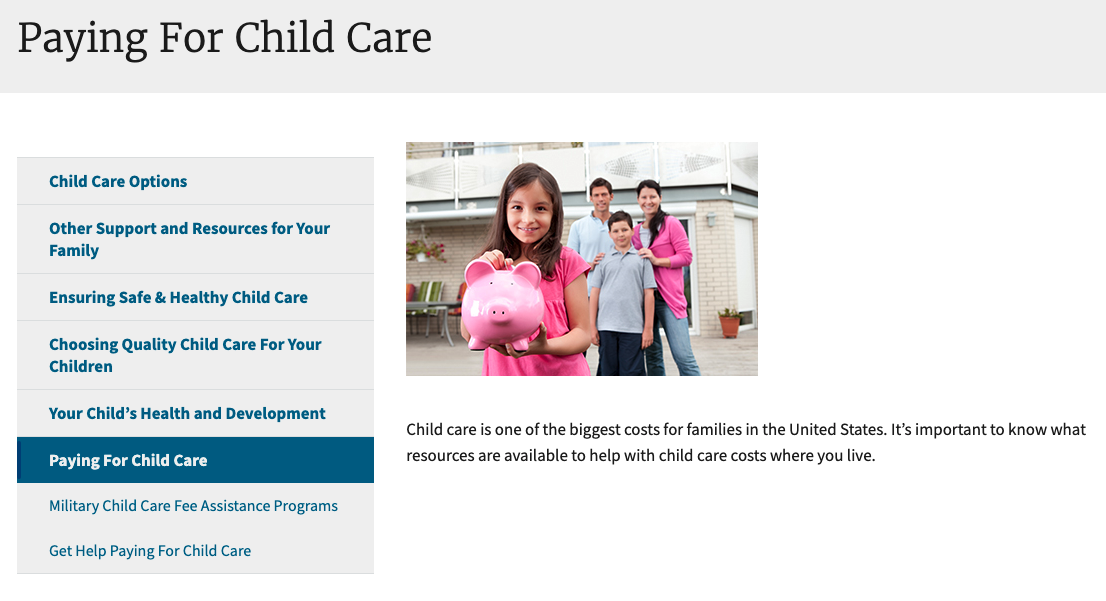 Paying For Child Care
Child Care Options
Other Support and Resources for Your
Family
Ensuring Safe & Healthy Child Care
Choosing Quality Child Care For Your
Children
Your Child’s Health and Development
Paying For Child Care
Military Child Care Fee Assistance Programs
Get Help Paying For Child Care
Child care is one of the biggest costs for families in the United States. It’s important to know what
resources are available to help with child care costs where you live.